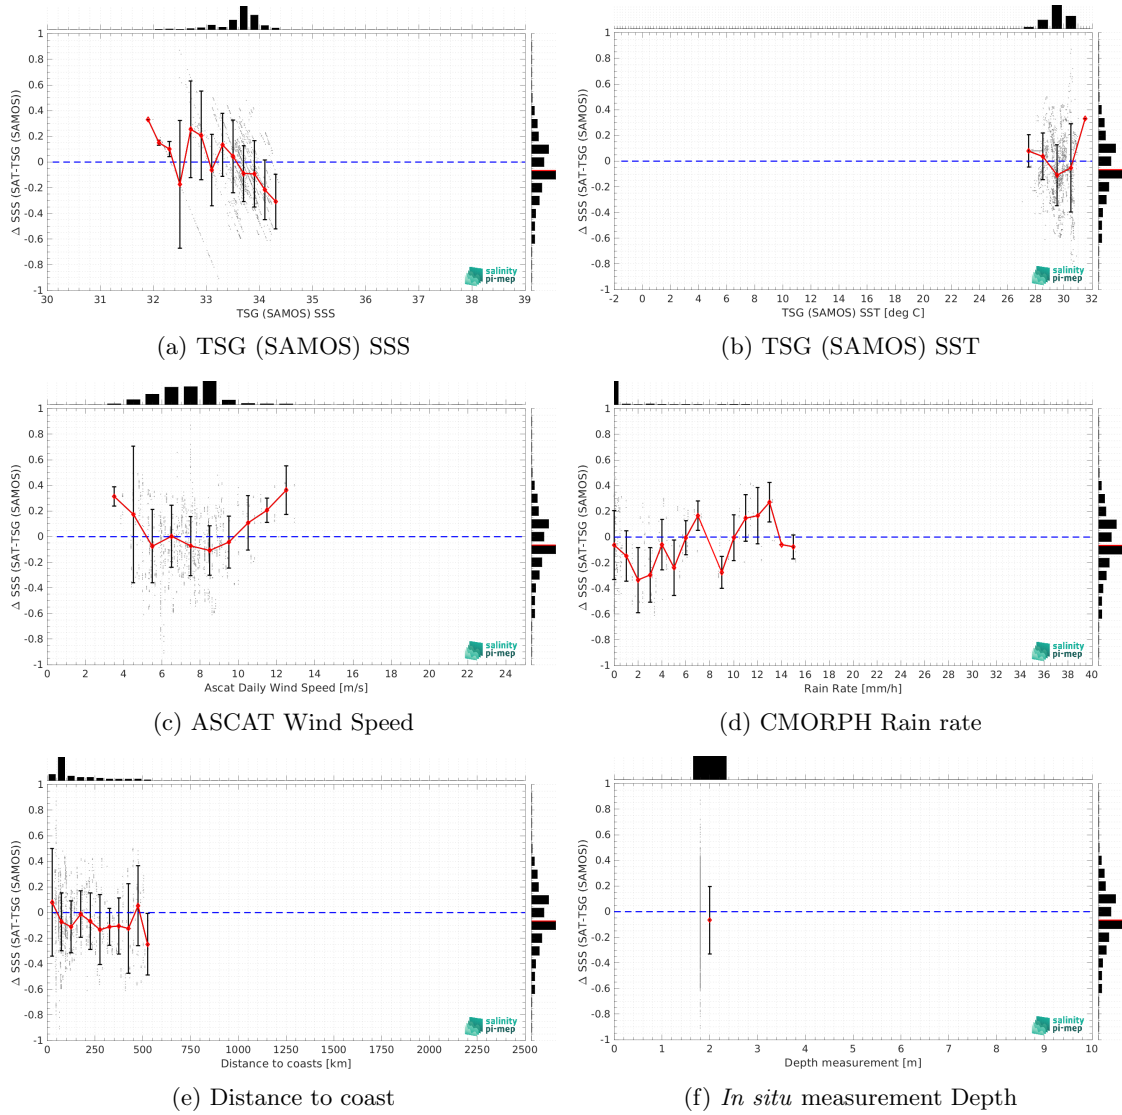 1
0.8
0.6
0.4
0.2
0
-0.2
-0.4
-0.6
-0.8
-1
Δ SSS (SAT-TSG (SAMOS))
30 31 32 33 34 35 36 37 38 39
TSG (SAMOS) SSS
salinity
pi-mep
(a) TSG (SAMOS) SSS
1
0.8
0.6
0.4
0.2
0
-0.2
-0.4
-0.6
-0.8
-1
Δ SSS (SAT-TSG (SAMOS))
-2 0 2 4 6 8 10 12 14 16 18 20 22 24 26 28 30 32
TSG (SAMOS) SST [deg C]
salinity
pi-mep
(b) TSG (SAMOS) SST
1
0.8
0.6
0.4
0.2
0
-0.2
-0.4
-0.6
-0.8
-1
Δ SSS (SAT-TSG (SAMOS))
0 2 4 6 8 10 12 14 16 18 20 22 24
Ascat Daily Wind Speed [m/s]
salinity
pi-mep
(c) ASCAT Wind Speed
1
0.8
0.6
0.4
0.2
0
-0.2
-0.4
-0.6
-0.8
-1
Δ SSS (SAT-TSG (SAMOS))
0 2 4 6 8 10 12 14 16 18 20 22 24 26 28 30 32 34 36 38 40
Rain Rate [mm/h]
salinity
pi-mep
(d) CMORPH Rain rate
1
0.8
0.6
0.4
0.2
0
-0.2
-0.4
-0.6
-0.8
-1
Δ SSS (SAT-TSG (SAMOS))
0 250 500 750 1000 1250 1500 1750 2000 2250 2500
Distance to coasts [km]
salinity
pi-mep
(e) Distance to coast
1
0.8
0.6
0.4
0.2
0
-0.2
-0.4
-0.6
-0.8
-1
Δ SSS (SAT-TSG (SAMOS))
0 1 2 3 4 5 6 7 8 9 10
Depth measurement [m]
salinity
pi-mep
(f) In situ measurement Depth